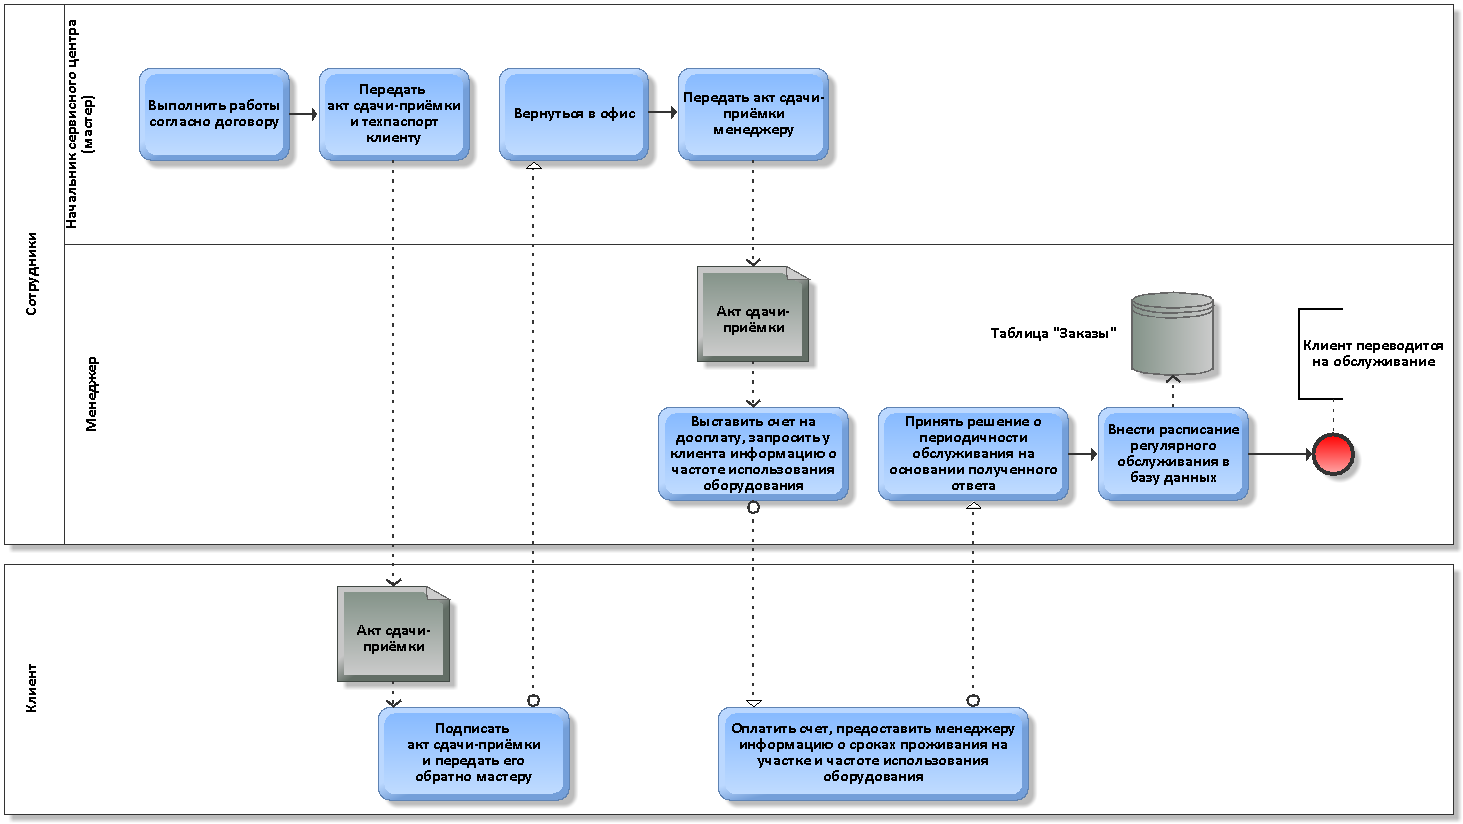 Сотрудники
Начальник сервисного центра
(мастер)
Выполнить работы
согласно договору
Передать
акт сдачи-приёмки
и техпаспорт
клиенту
Вернуться в офис
Передать акт сдачи-
приёмки
менеджеру
Менеджер
Акт сдачи-
приёмки
Таблица "Заказы"
Клиент переводится
на обслуживание
Выставить счет на
дооплату, запросить у
клиента информацию о
частоте использования
оборудования
Принять решение о
периодичности
обслуживания на
основании полученного
ответа
Внести расписание
регулярного
обслуживания в
базу данных
Клиент
Акт сдачи-
приёмки
Подписать
акт сдачи-приёмки
и передать его
обратно мастеру
Оплатить счет, предоставить менеджеру
информацию о сроках проживания на
участке и частоте использования
оборудования